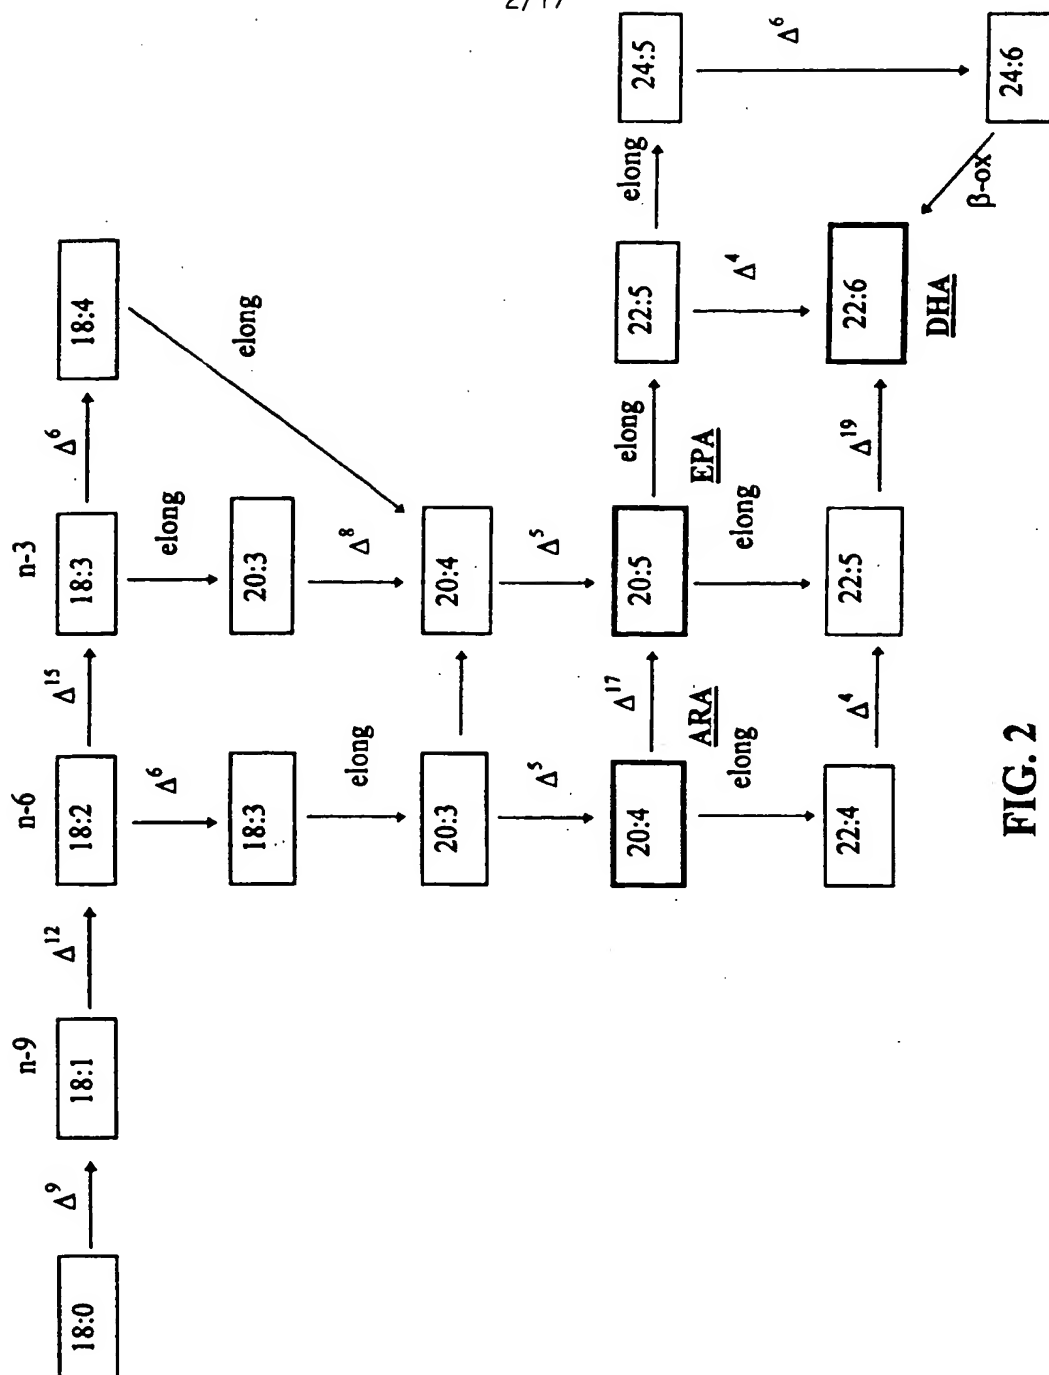 n-9 n-6 n-3
Δ⁹ Δ¹² Δ¹⁵ Δ⁶
18:0 18:1 18:2 18:3 18:4
Δ⁶ elong
18:3 20:3 elong
elong Δ⁸
20:3 20:4
Δ⁵ Δ⁵
Δ¹⁷ elong elong
20:4 20:5 22:5 24:5
ARA EPA
elong elong Δ⁴ Δ⁶
Δ⁴ Δ¹⁹
22:4 22:5 22:6
DHA
β-ox
24:6
FIG. 2